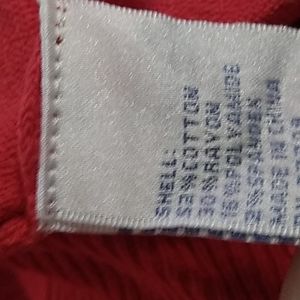 SHELL:
53%COTTON
30%RAYON
15%POLYAMIDE
2%SPANDEX
MADE IN CHINA